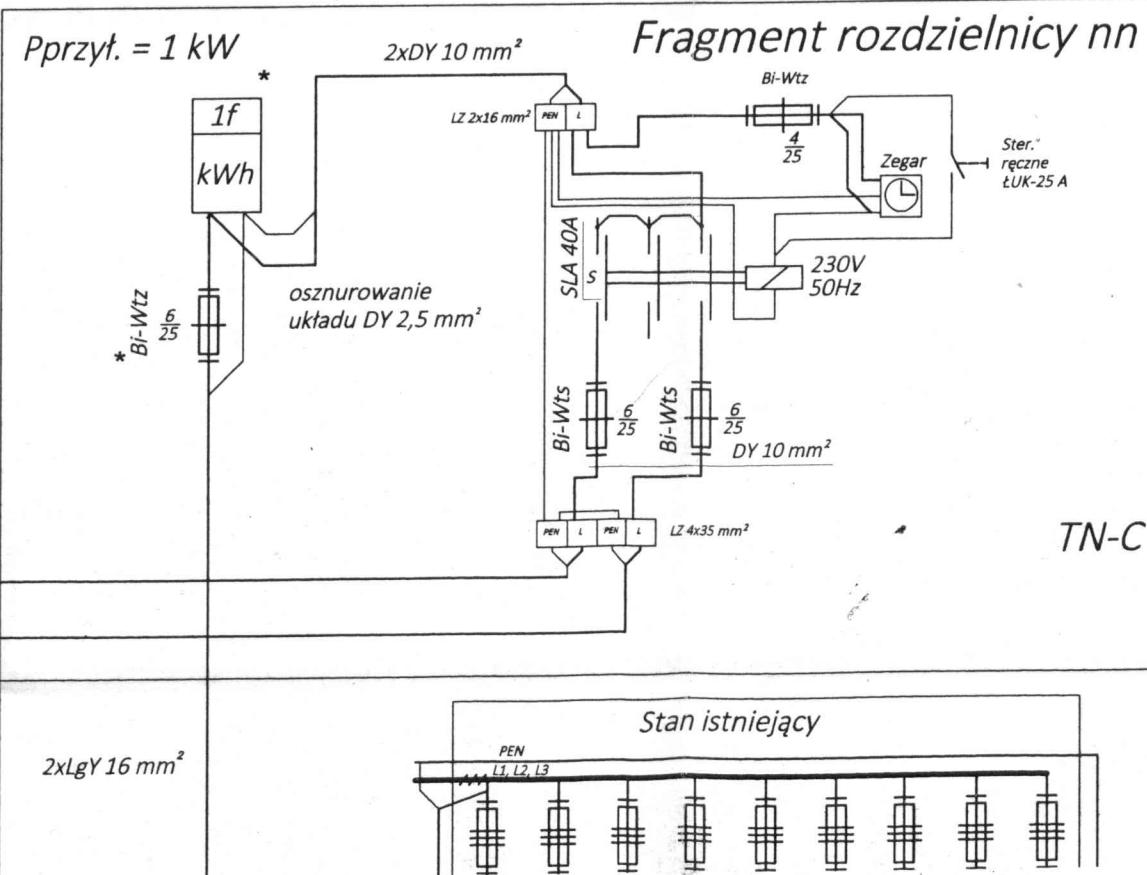 Pprzył. = 1 kW
2xDY 10 mm²
Fragment rozdzielnicy nn
*
1f
kWh
LZ 2x16 mm²
PEN
L
Bi-Wtz
4
25
Zegar
Ster.
ręczne
ŁUK-25 A
SLA 40A
S
230V
50Hz
osznurowanie
układu DY 2,5 mm²
* Bi-Wtz
6
25
Bi-Wts
6
25
Bi-Wts
6
25
DY 10 mm²
PEN
L
PEN
L
LZ 4x35 mm²
TN-C
Stan istniejący
2xLgY 16 mm²
PEN
L1, L2, L3